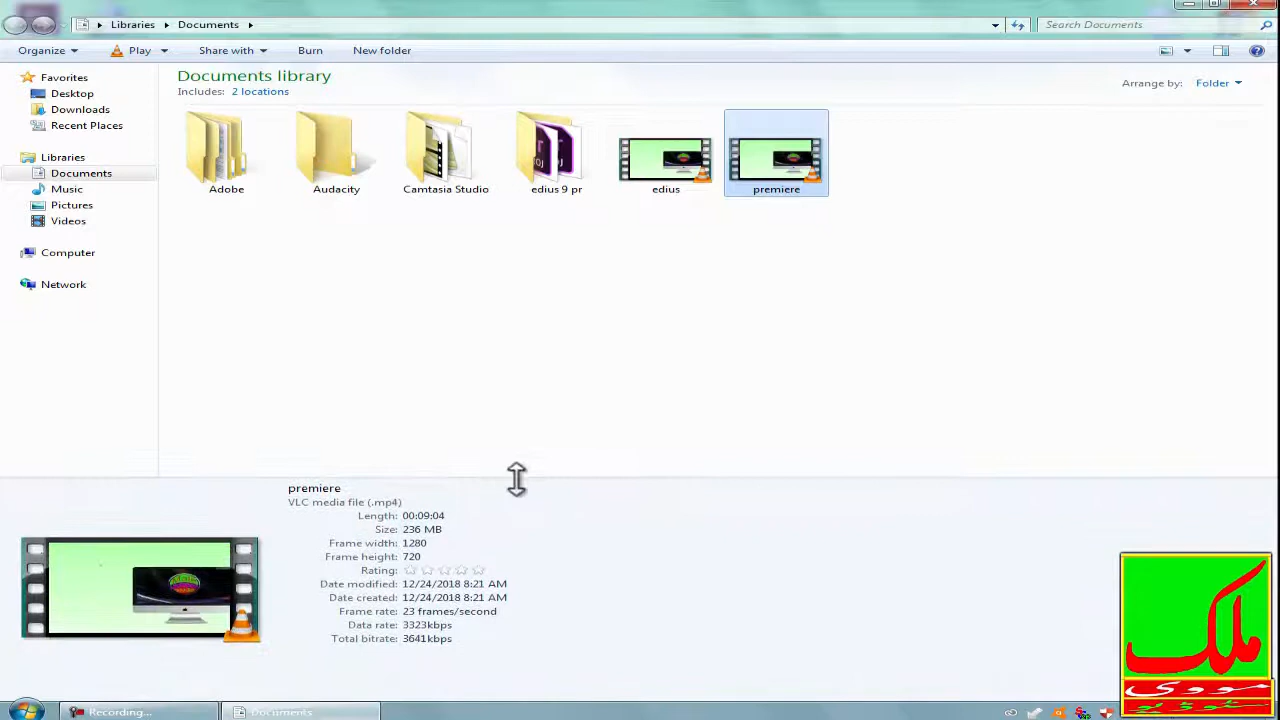 Libraries Documents
Search Documents
Organize Play Share with Burn New folder
Documents library
Includes: 2 locations
Arrange by: Folder
Favorites
Desktop
Downloads
Recent Places
Libraries
Documents
Music
Pictures
Videos
Computer
Network
Adobe
Audacity
Camtasia Studio
edius 9 pr
edius
premiere
premiere
VLC media file (.mp4)
Length: 00:09:04
Size: 236 MB
Frame width: 1280
Frame height: 720
Rating:
Date modified: 12/24/2018 8:21 AM
Date created: 12/24/2018 8:21 AM
Frame rate: 23 frames/second
Data rate: 3323kbps
Total bitrate: 3641kbps
ملک
مووی
سٹوڈیو
Recording...
Documents